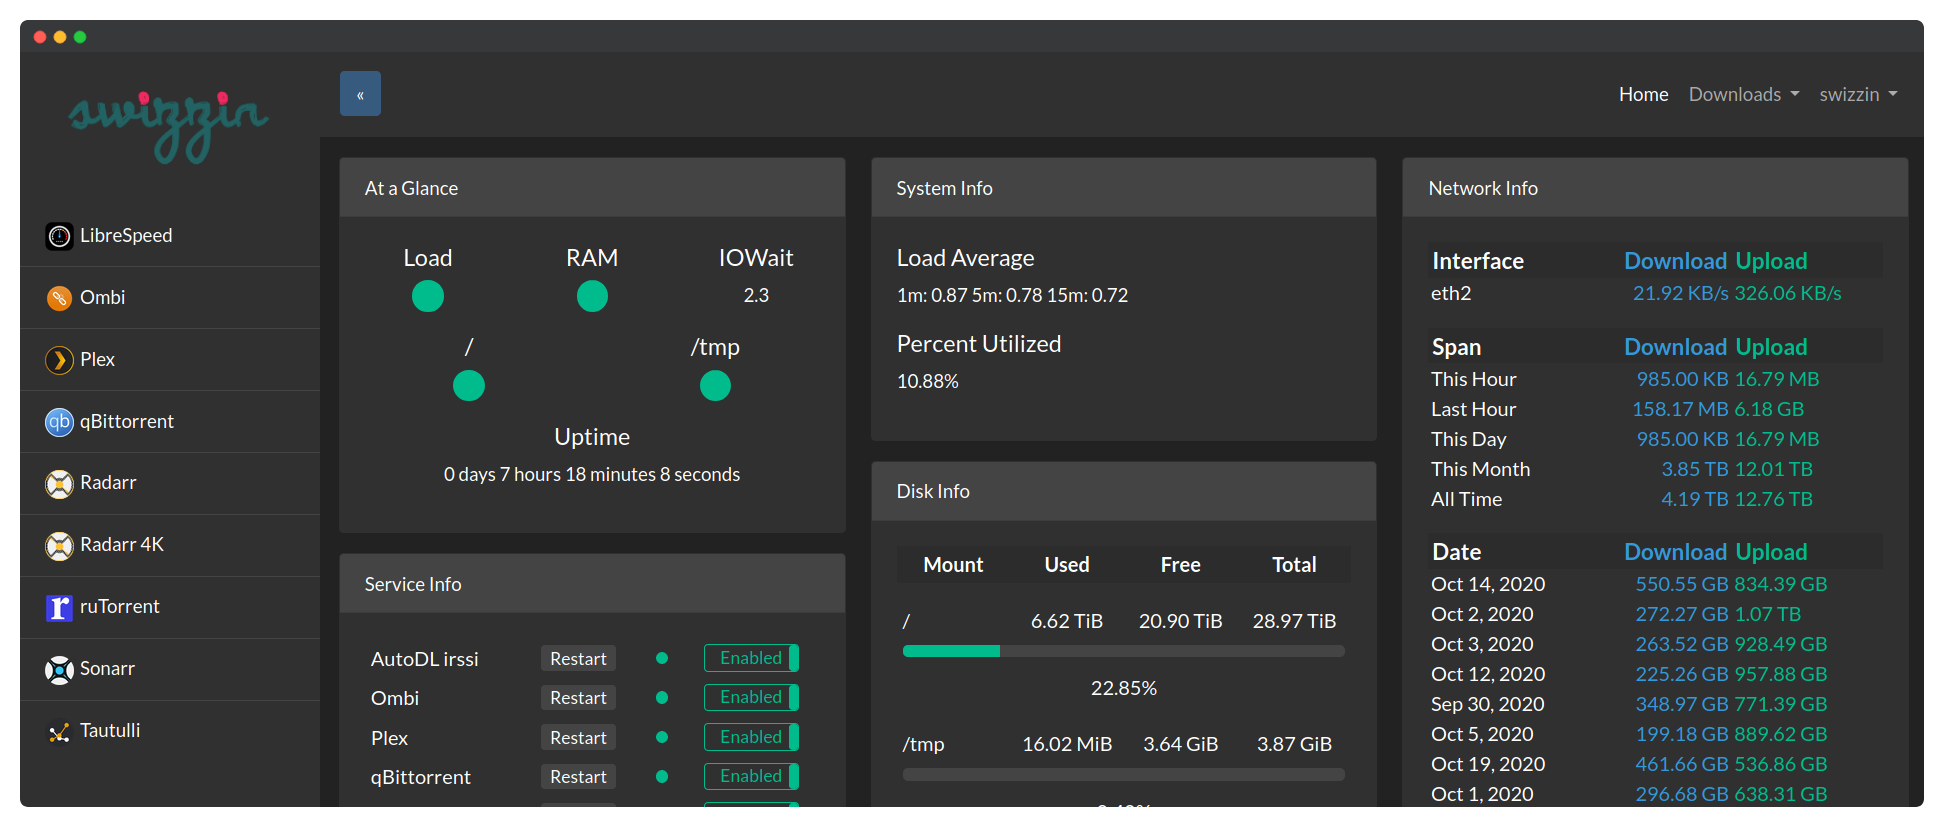 swizzin
«
Home Downloads swizzin
LibreSpeed
Ombi
Plex
qb qBittorrent
Radarr
Radarr 4K
r ruTorrent
Sonarr
Tautulli
At a Glance
Load RAM IOWait
2.3
/ /tmp
Uptime
0 days 7 hours 18 minutes 8 seconds
Service Info
AutoDL irssi Restart Enabled
Ombi Restart Enabled
Plex Restart Enabled
qBittorrent Restart Enabled
System Info
Load Average
1m: 0.87 5m: 0.78 15m: 0.72
Percent Utilized
10.88%
Disk Info
Mount Used Free Total
/ 6.62 TiB 20.90 TiB 28.97 TiB
22.85%
/tmp 16.02 MiB 3.64 GiB 3.87 GiB
Network Info
Interface Download Upload
eth2 21.92 KB/s 326.06 KB/s
Span Download Upload
This Hour 985.00 KB 16.79 MB
Last Hour 158.17 MB 6.18 GB
This Day 985.00 KB 16.79 MB
This Month 3.85 TB 12.01 TB
All Time 4.19 TB 12.76 TB
Date Download Upload
Oct 14, 2020 550.55 GB 834.39 GB
Oct 2, 2020 272.27 GB 1.07 TB
Oct 3, 2020 263.52 GB 928.49 GB
Oct 12, 2020 225.26 GB 957.88 GB
Sep 30, 2020 348.97 GB 771.39 GB
Oct 5, 2020 199.18 GB 889.62 GB
Oct 19, 2020 461.66 GB 536.86 GB
Oct 1, 2020 296.68 GB 638.31 GB